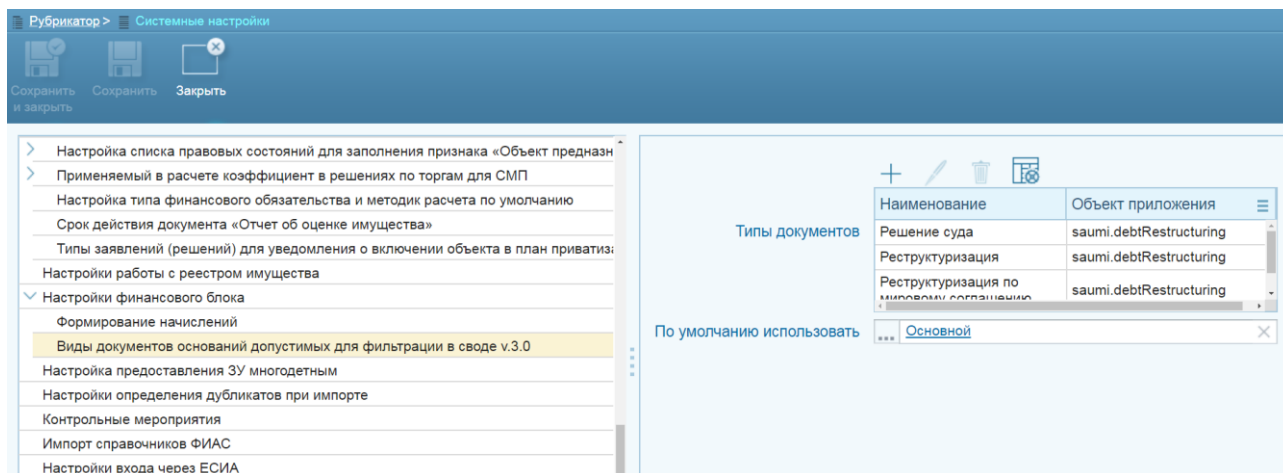 Рубрикатор > Системные настройки
Сохранить и закрыть
Сохранить
Закрыть
Настройка списка правовых состояний для заполнения признака «Объект предназн
Применяемый в расчете коэффициент в решениях по торгам для СМП
Настройка типа финансового обязательства и методик расчета по умолчанию
Срок действия документа «Отчет об оценке имущества»
Типы заявлений (решений) для уведомления о включении объекта в план приватиз
Настройки работы с реестром имущества
Настройки финансового блока
Формирование начислений
Виды документов оснований допустимых для фильтрации в своде v.3.0
Настройка предоставления ЗУ многодетным
Настройки определения дубликатов при импорте
Контрольные мероприятия
Импорт справочников ФИАС
Настройки входа через ЕСИА
Типы документов
Наименование Объект приложения
Решение суда saumi.debtRestructuring
Реструктуризация saumi.debtRestructuring
Реструктуризация по
мировому соглашению saumi.debtRestructuring
По умолчанию использовать ... Основной